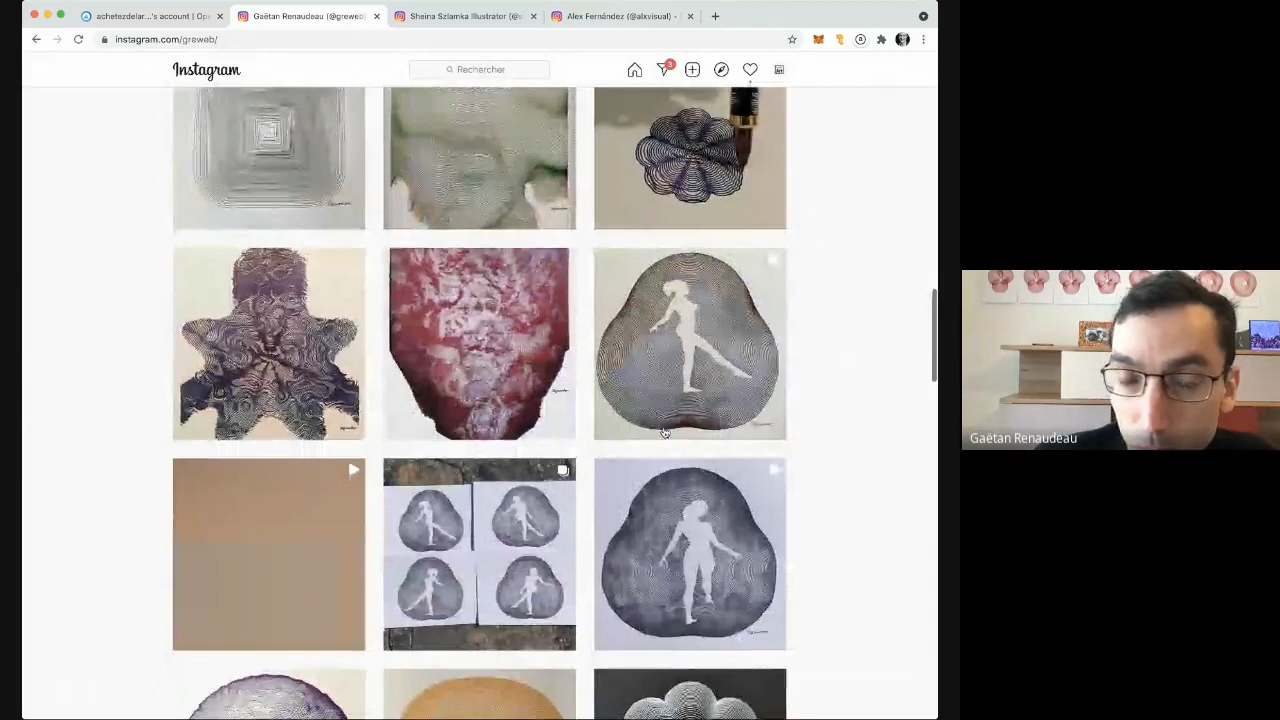 achetezdelar...'s account | Ope
Gaëtan Renaudeau (@greweb)
Sheina Szlamka Illustrator (@s
Alex Fernández (@alxvisual) •
instagram.com/greweb/
Instagram
Rechercher
3
Gaëtan Renaudeau